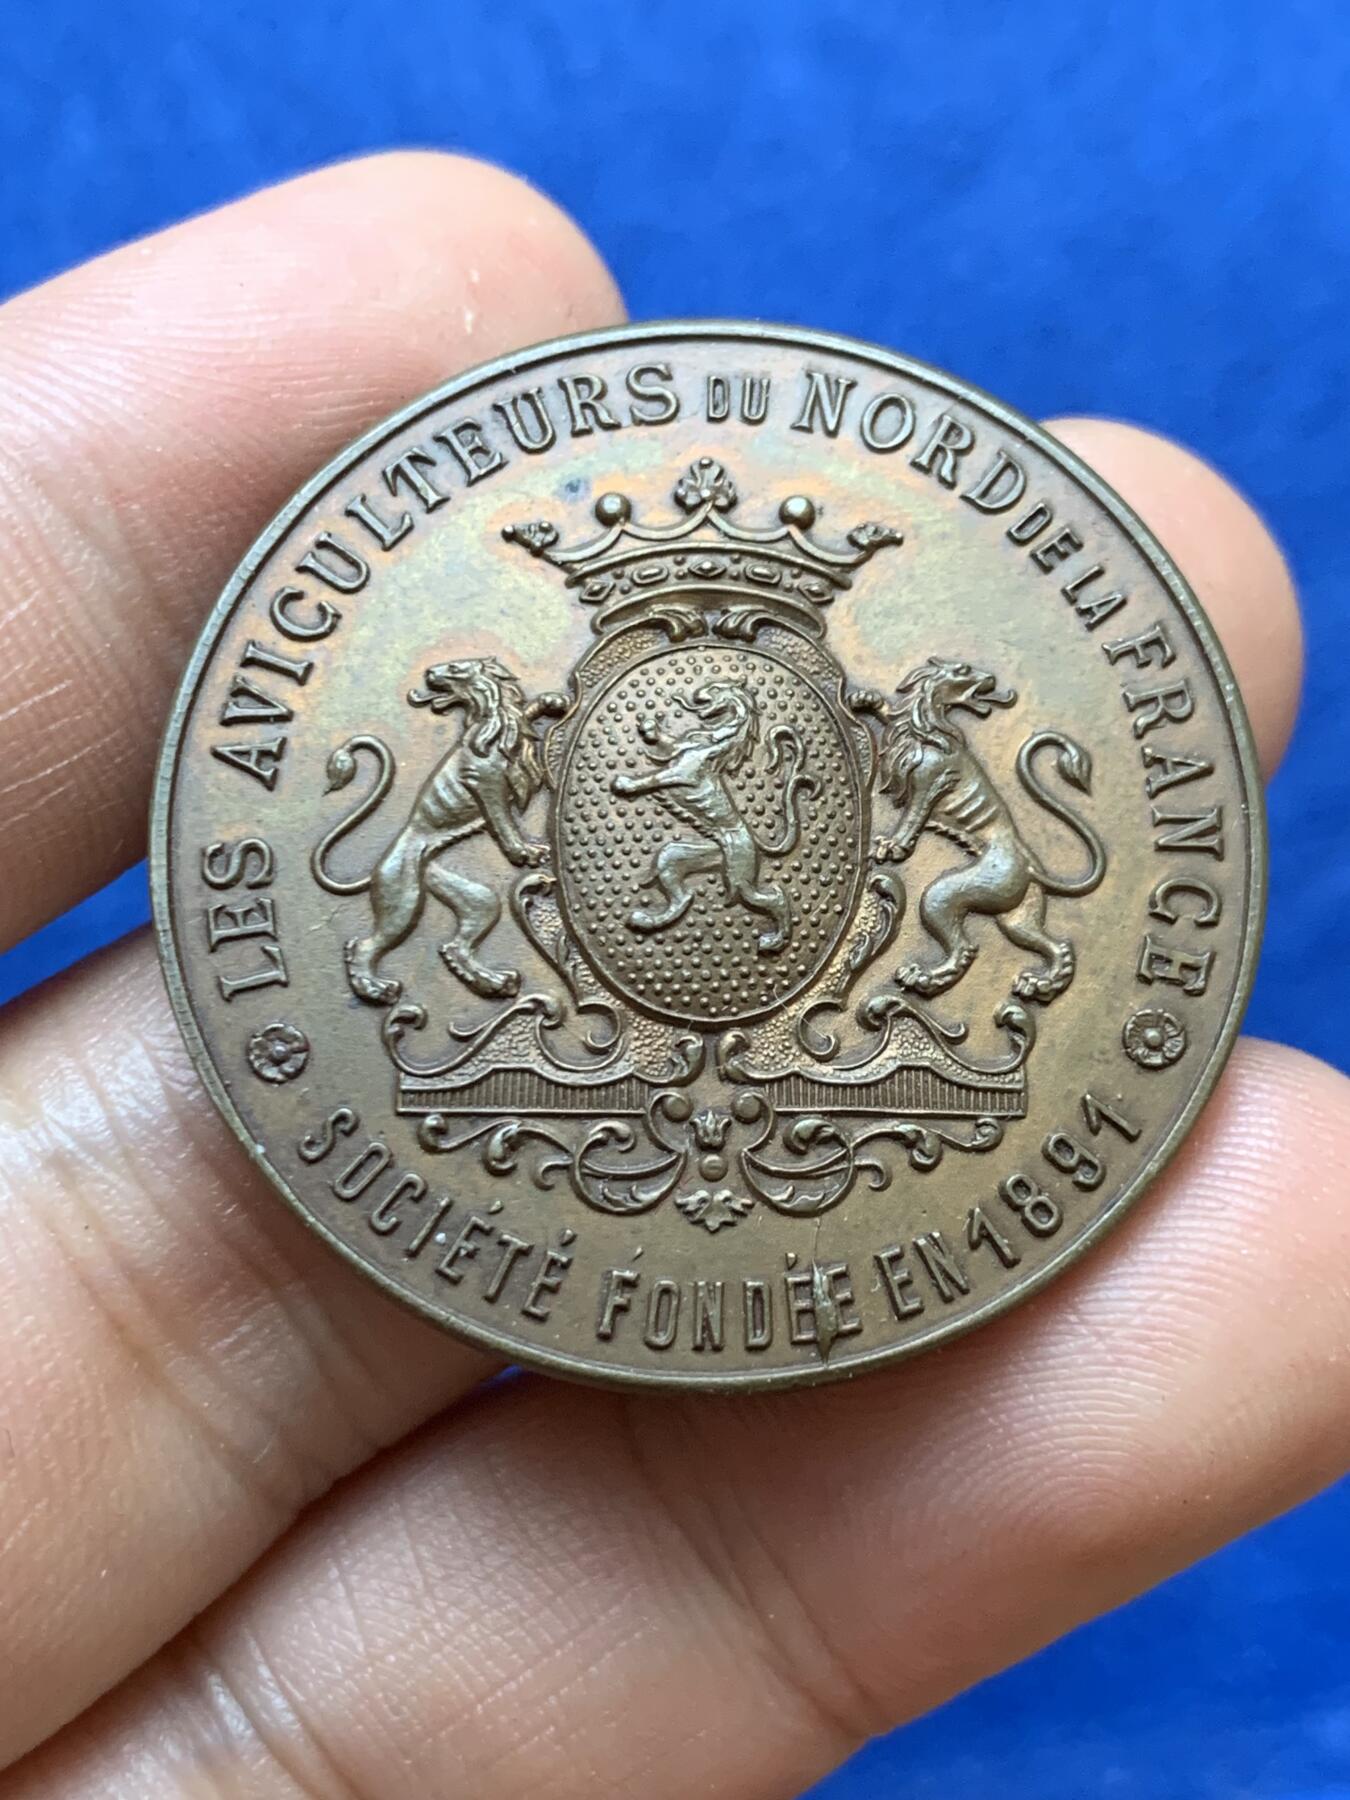 LES AVICULTEURS DU NORD DE LA FRANCE
SOCIÉTÉ FONDÉE EN 1891